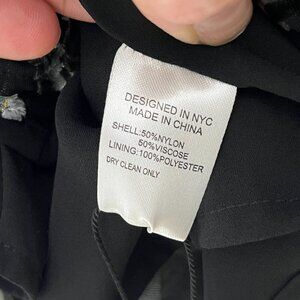 DESIGNED IN NYC
MADE IN CHINA
SHELL:50%NYLON
50%VISCOSE
LINING:100%POLYESTER
DRY CLEAN ONLY